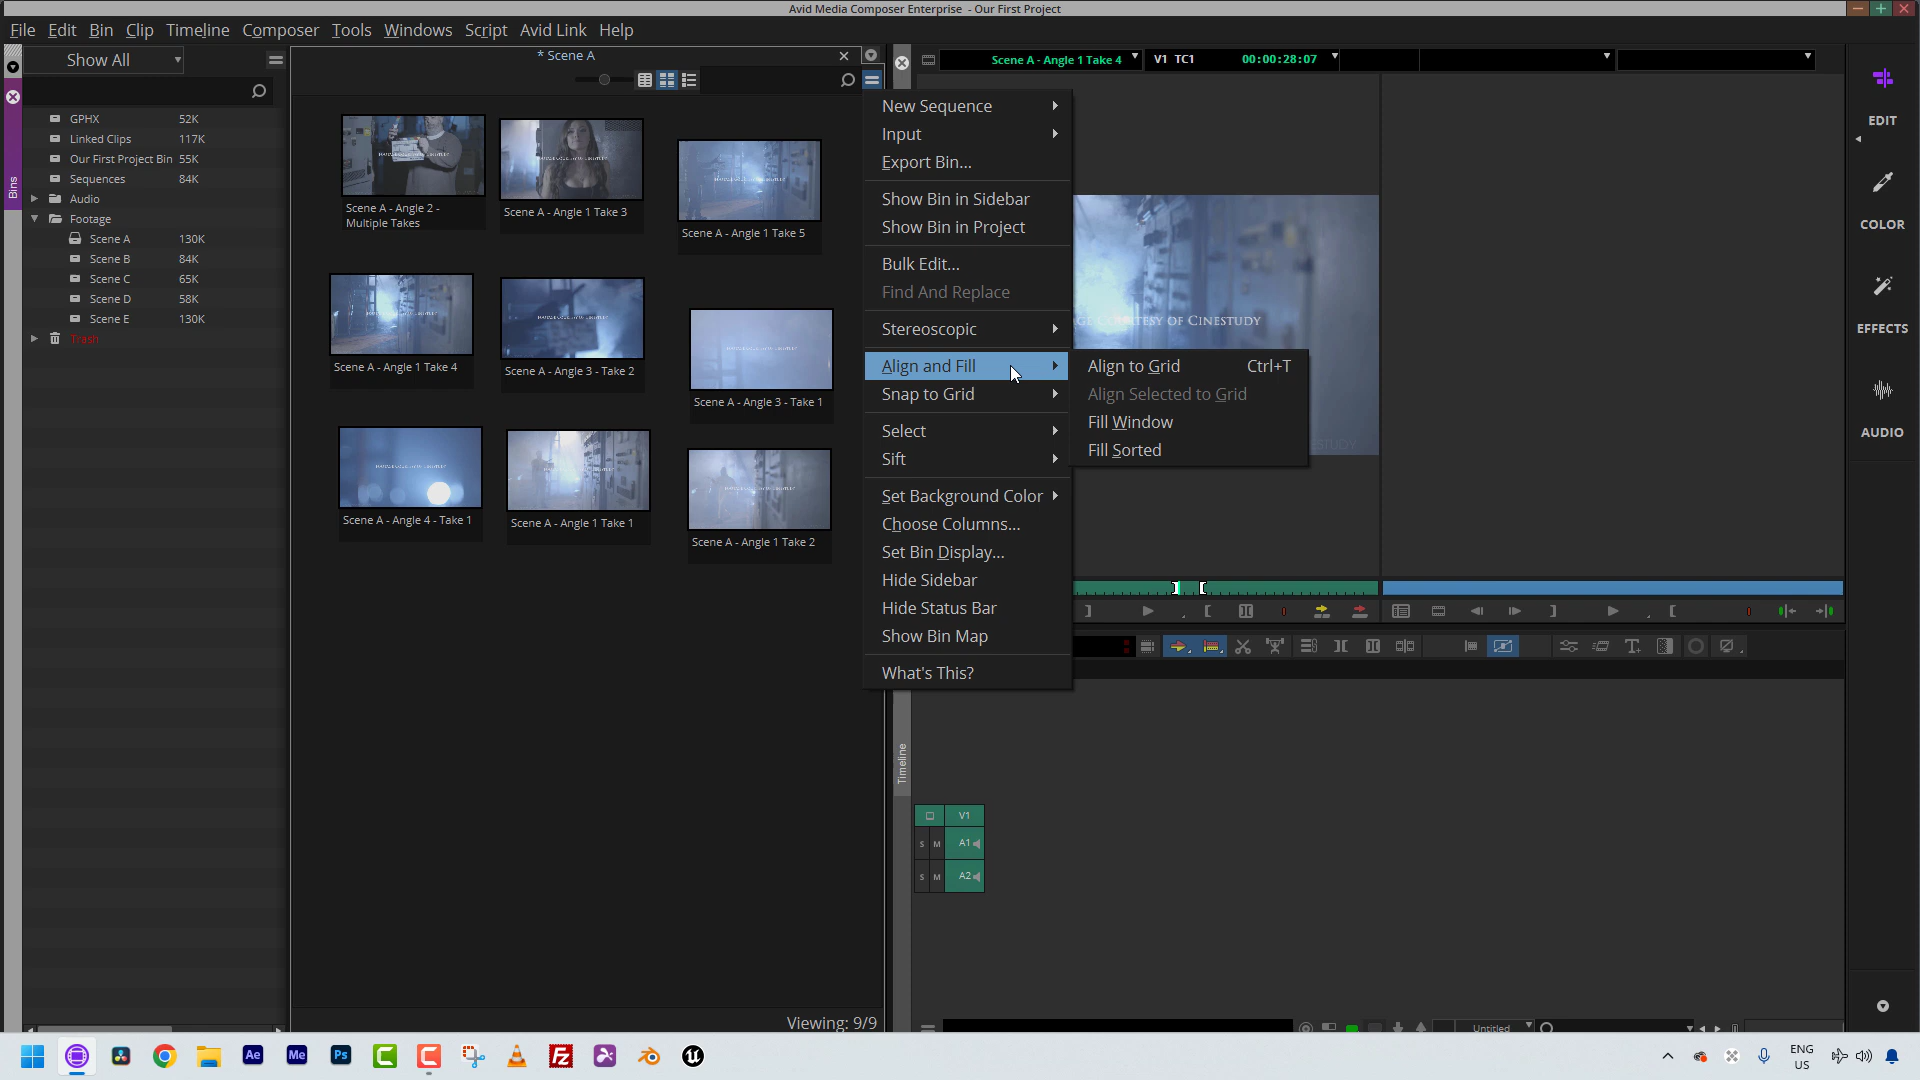 Avid Media Composer Enterprise - Our First Project
File Edit Bin Clip Timeline Composer Tools Windows Script Avid Link Help
Show All
* Scene A
Scene A - Angle 1 Take 4
V1 TC1
00:00:28:07
GPHX 52K
Linked Clips 117K
Our First Project Bin 55K
Sequences 84K
Audio
Footage
Scene A 130K
Scene B 84K
Scene C 65K
Scene D 58K
Scene E 130K
Trash
Bins
Scene A - Angle 2 -
Multiple Takes
Scene A - Angle 1 Take 3
Scene A - Angle 1 Take 5
Scene A - Angle 1 Take 4
Scene A - Angle 3 - Take 2
Scene A - Angle 3 - Take 1
Scene A - Angle 4 - Take 1
Scene A - Angle 1 Take 1
Scene A - Angle 1 Take 2
Viewing: 9/9
New Sequence
Input
Export Bin...
Show Bin in Sidebar
Show Bin in Project
Bulk Edit...
Find And Replace
Stereoscopic
Align and Fill
Snap to Grid
Select
Sift
Set Background Color
Choose Columns...
Set Bin Display...
Hide Sidebar
Hide Status Bar
Show Bin Map
What's This?
Align to Grid Ctrl+T
Align Selected to Grid
Fill Window
Fill Sorted
Courtesy of Cinestudy
EDIT
COLOR
EFFECTS
AUDIO
Timeline
V1
S M A1
S M A2
Untitled
Ae Me Ps
ENG
US